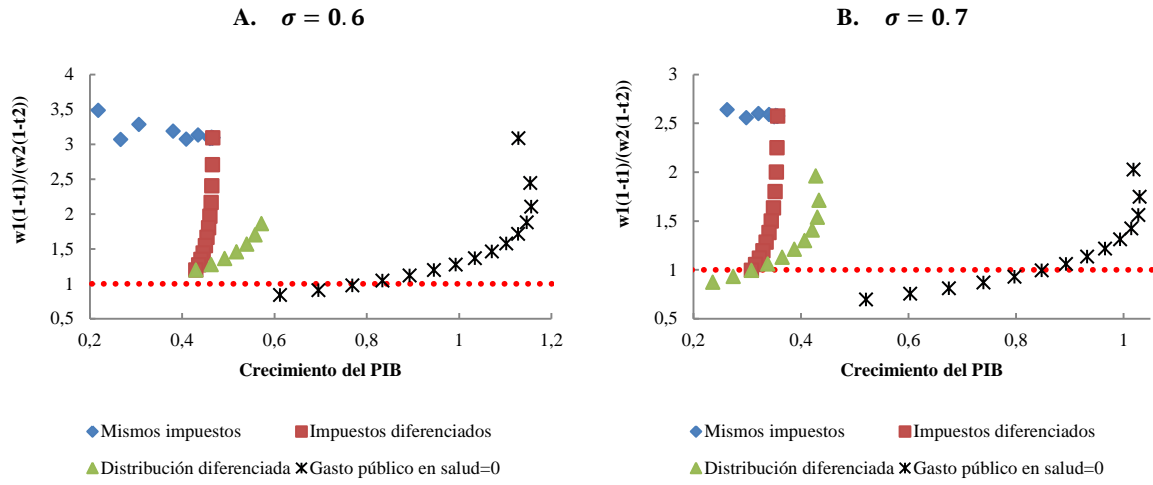 A. σ = 0.6
w1(1-t1)/(w2(1-t2))
4
3,5
3
2,5
2
1,5
1
0,5
0,2 0,4 0,6 0,8 1 1,2
Crecimiento del PIB
Mismos impuestos Impuestos diferenciados
Distribución diferenciada Gasto público en salud=0
B. σ = 0.7
w1(1-t1)/(w2(1-t2))
3
2,5
2
1,5
1
0,5
0,2 0,4 0,6 0,8 1
Crecimiento del PIB
Mismos impuestos Impuestos diferenciados
Distribución diferenciada Gasto público en salud=0